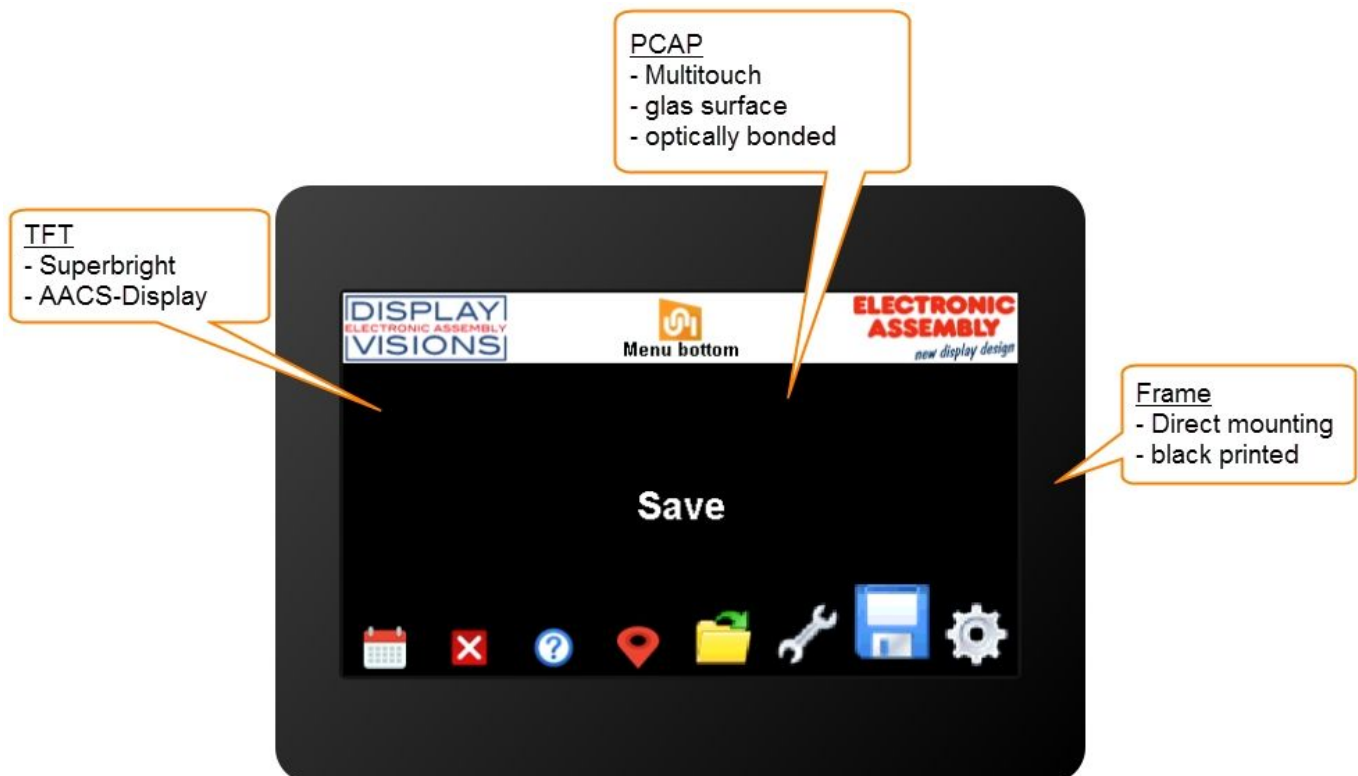 PCAP
- Multitouch
- glas surface
- optically bonded
TFT
- Superbright
- AACS-Display
DISPLAY
ELECTRONIC ASSEMBLY
VISIONS
Menu bottom
ELECTRONIC
ASSEMBLY
new display design
Frame
- Direct mounting
- black printed
Save
?